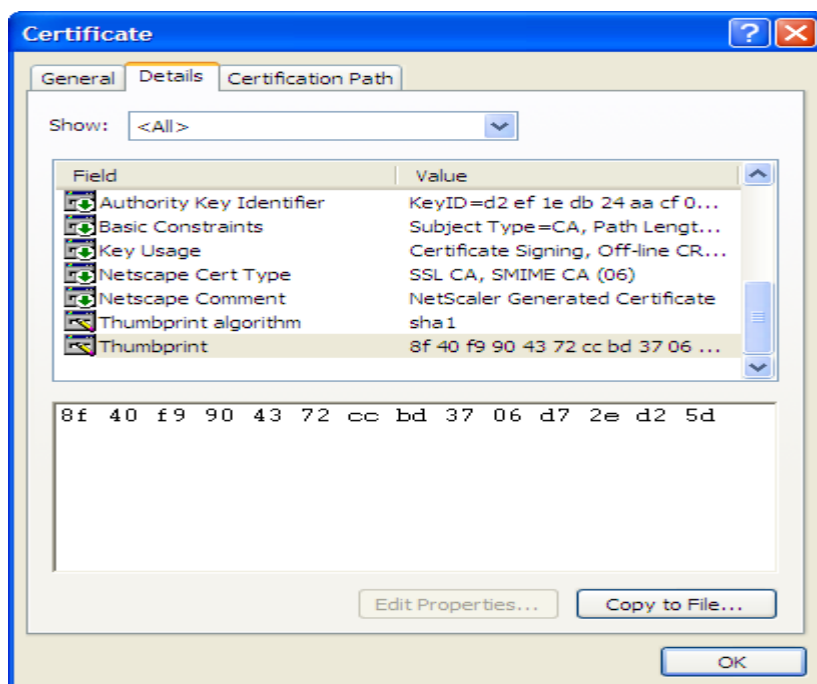 Certificate
General Details Certification Path
Show: <All>
Field Value
Authority Key Identifier KeyID=d2 ef 1e db 24 aa cf 0...
Basic Constraints Subject Type=CA, Path Lengt...
Key Usage Certificate Signing, Off-line CR...
Netscape Cert Type SSL CA, SMIME CA (06)
Netscape Comment NetScaler Generated Certificate
Thumbprint algorithm sha1
Thumbprint 8f 40 f9 90 43 72 cc bd 37 06 ...
8f 40 f9 90 43 72 cc bd 37 06 d7 2e d2 5d
Edit Properties... Copy to File...
OK